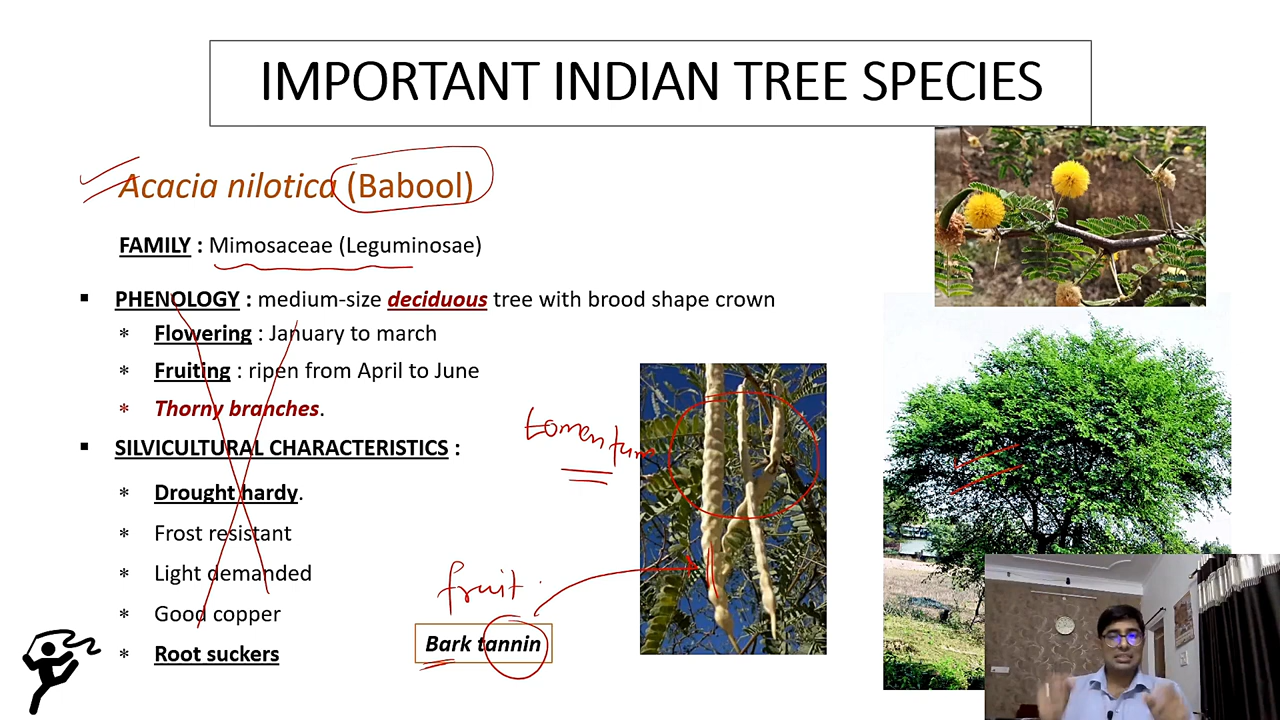 IMPORTANT INDIAN TREE SPECIES
Acacia nilotica (Babool)
FAMILY : Mimosaceae (Leguminosae)
▪ PHENOLOGY : medium-size deciduous tree with brood shape crown
* Flowering : January to march
* Fruiting : ripen from April to June
* Thorny branches.
▪ SILVICULTURAL CHARACTERISTICS :
* Drought hardy.
* Frost resistant
* Light demanded
* Good copper
* Root suckers
tomentum
fruit
Bark tannin